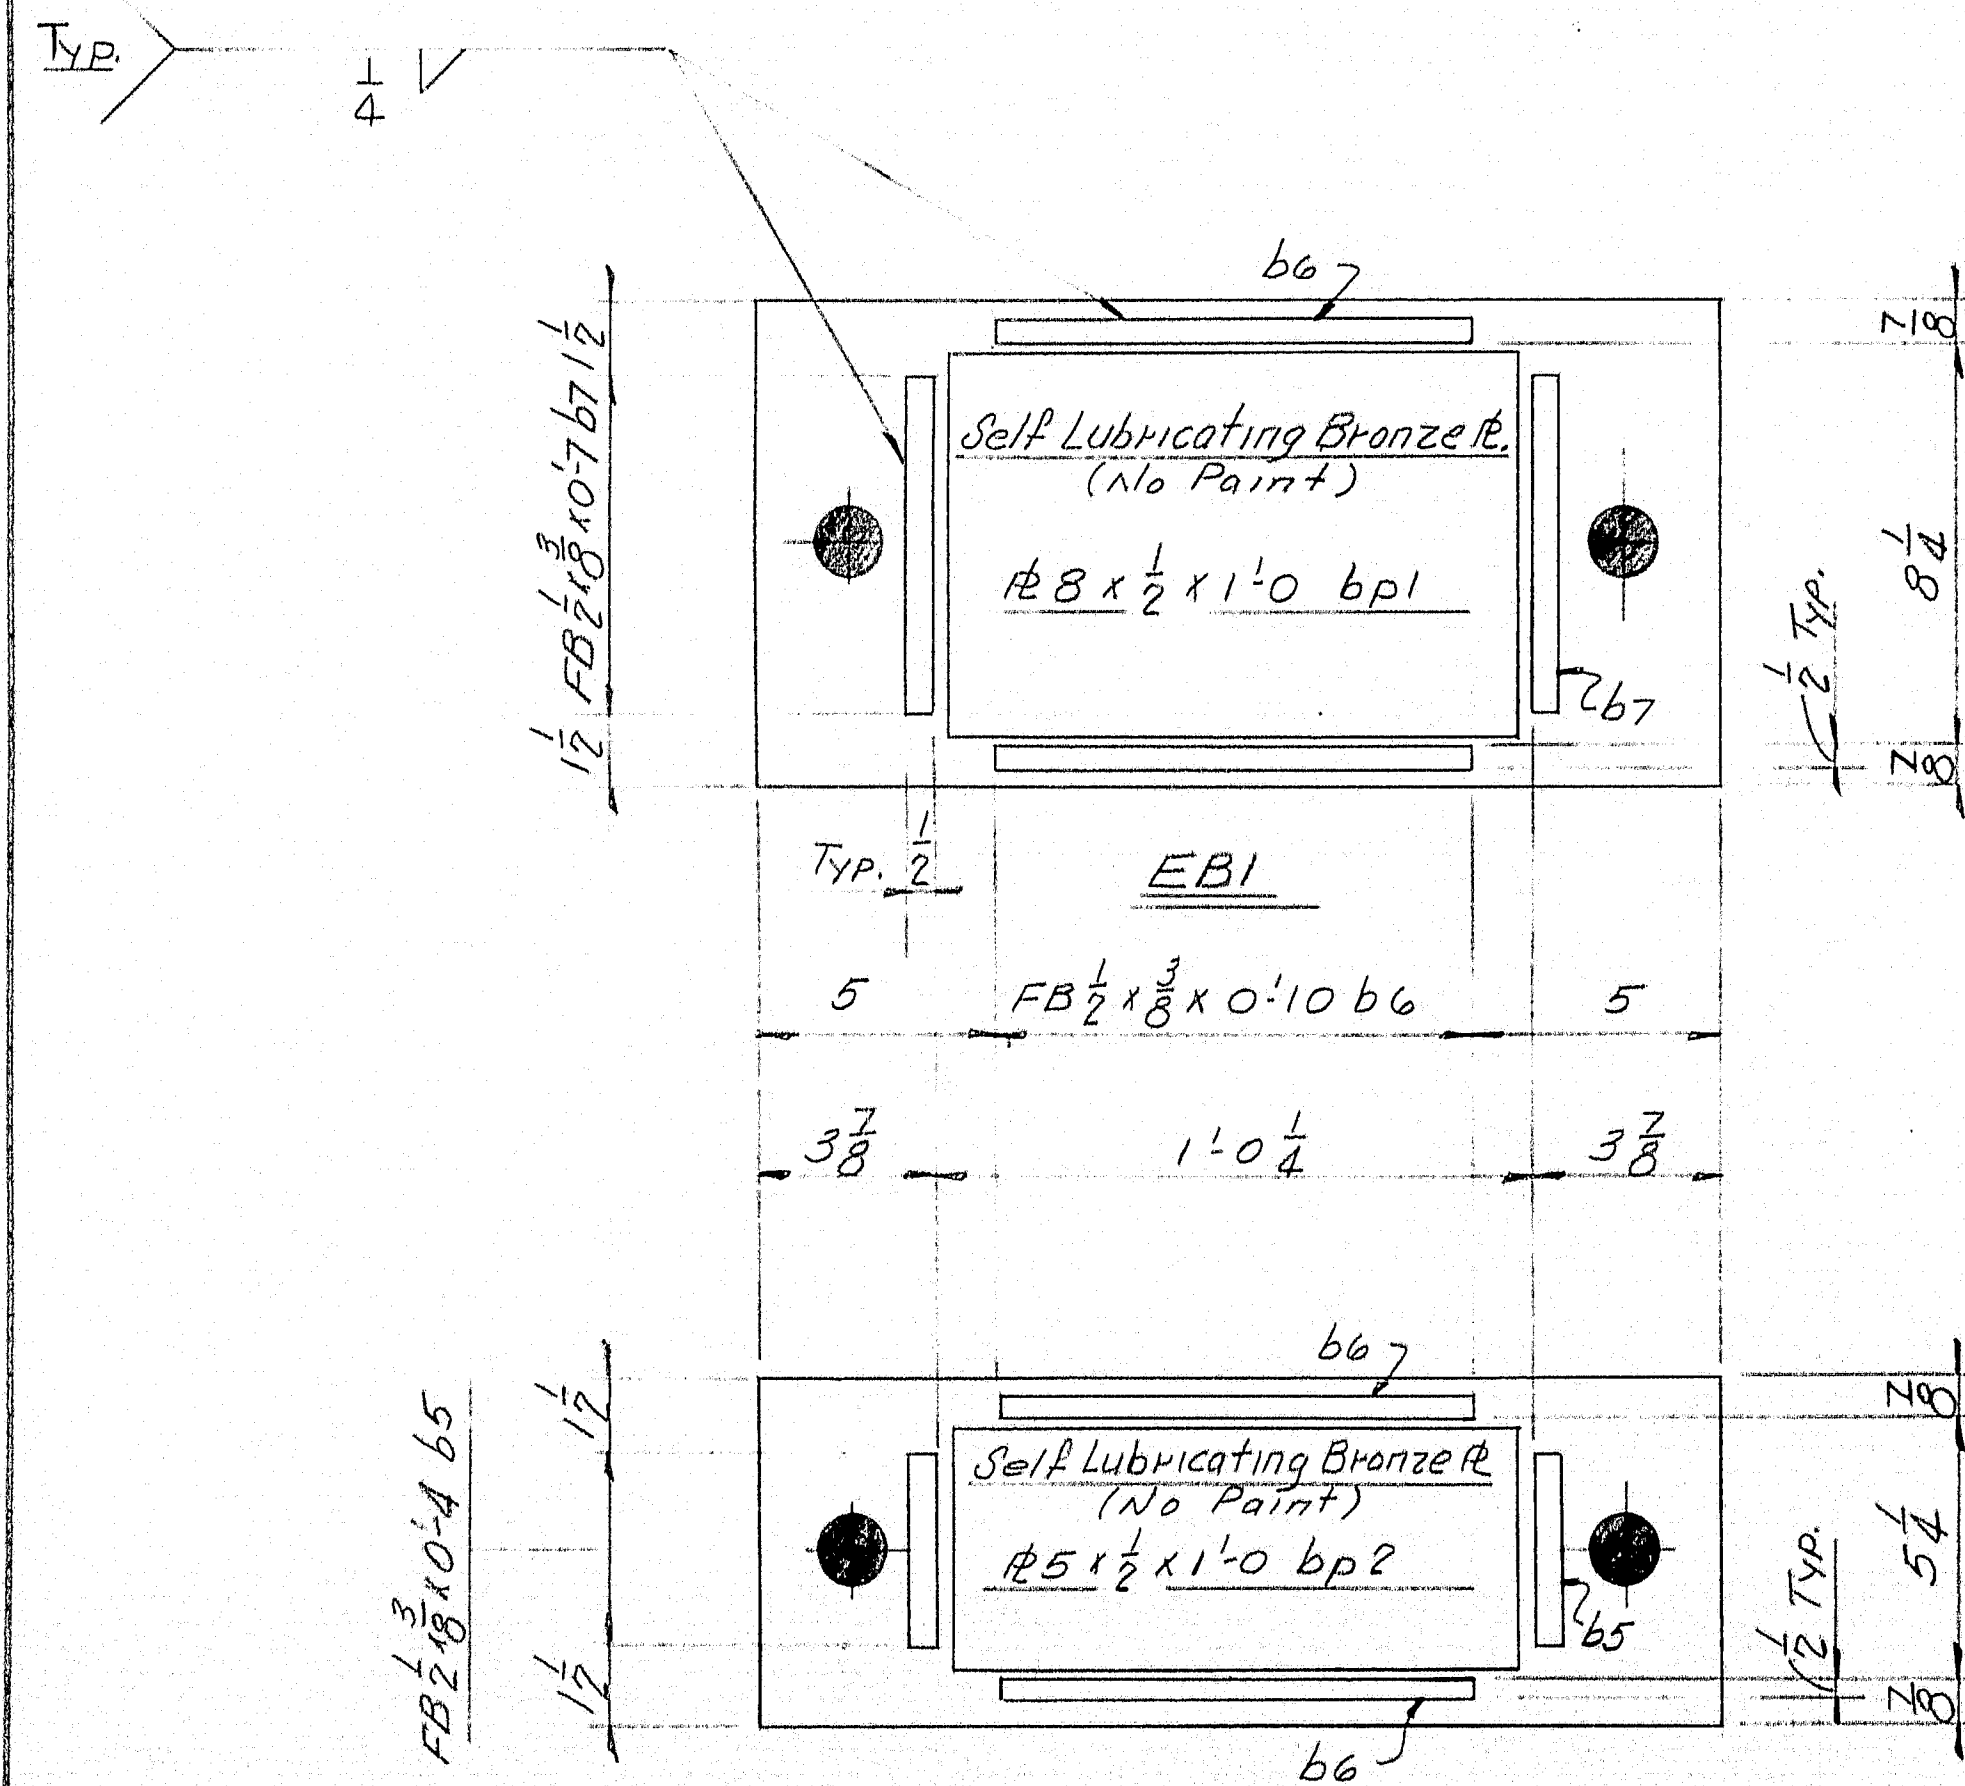 Typ.
1/4
b6
1 1/2 FB 1/2 x 3/8 x 0'-7 b7 1 1/2
7/8
Self Lubricating Bronze ℄.
(No Paint)
℄ 8 x 1/2 x 1'-0 bp1
8 1/4
1/2 Typ.
b7
7/8
Typ. 1/2
EB1
5
FB 1/2 x 3/8 x 0'-10 b6
5
3 7/8
1'-0 1/4
3 7/8
b6
1 1/2
7/8
FB 1/2 x 3/8 x 0'-4 b5
Self Lubricating Bronze ℄
(No Paint)
℄ 5 x 1/2 x 1'-0 bp2
5 1/4
1/2 Typ.
b5
1 1/2
7/8
b6